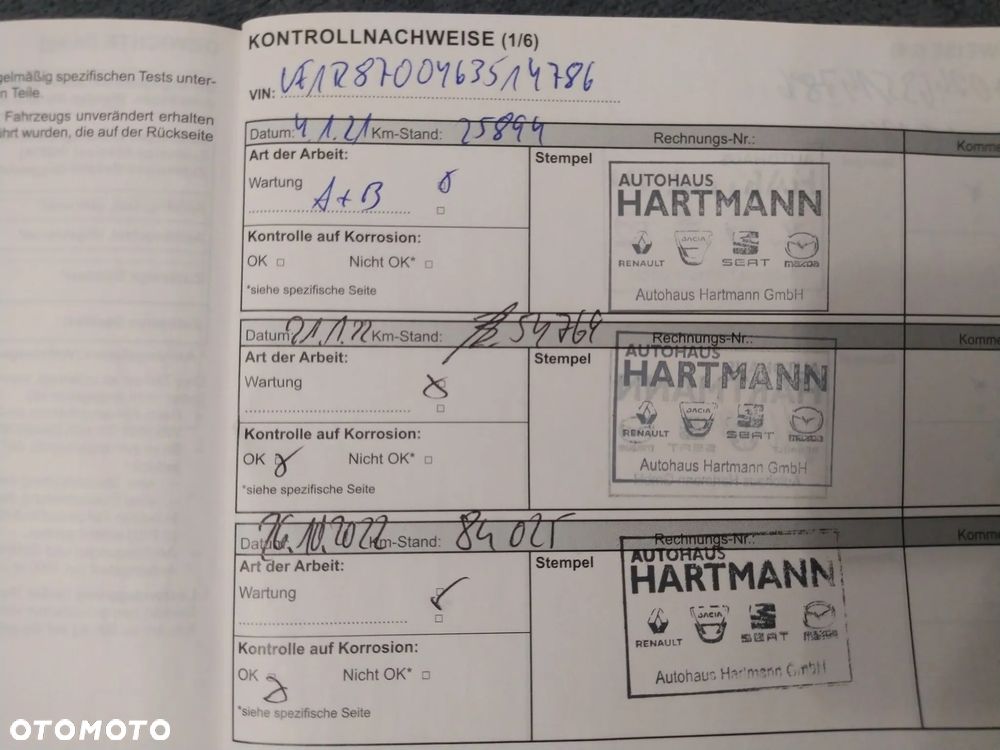 KONTROLLNACHWEISE (1/6)
gelmäßig spezifischen Tests unter-
n Teile.
Fahrzeugs unverändert erhalten
ührt wurden, die auf der Rückseite
VIN: VF1R8700463514786
Datum: 4.1.21 Km-Stand: 25894 Rechnungs-Nr.:
Art der Arbeit:
Stempel
Wartung
A+B
Kontrolle auf Korrosion:
OK Nicht OK*
*siehe spezifische Seite
AUTOHAUS
HARTMANN
RENAULT DACIA SEAT mazda
Autohaus Hartmann GmbH
Datum: 21.1.22 Km-Stand: 54769 Rechnungs-Nr.:
Art der Arbeit:
Stempel
Wartung
Kontrolle auf Korrosion:
OK Nicht OK*
*siehe spezifische Seite
AUTOHAUS
HARTMANN
RENAULT DACIA SEAT mazda
Autohaus Hartmann GmbH
Datum: 26.10.2022 Km-Stand: 84025 Rechnungs-Nr.:
Art der Arbeit:
Stempel
Wartung
Kontrolle auf Korrosion:
OK Nicht OK*
*siehe spezifische Seite
AUTOHAUS
HARTMANN
RENAULT DACIA SEAT mazda
Autohaus Hartmann GmbH
OTOMOTO